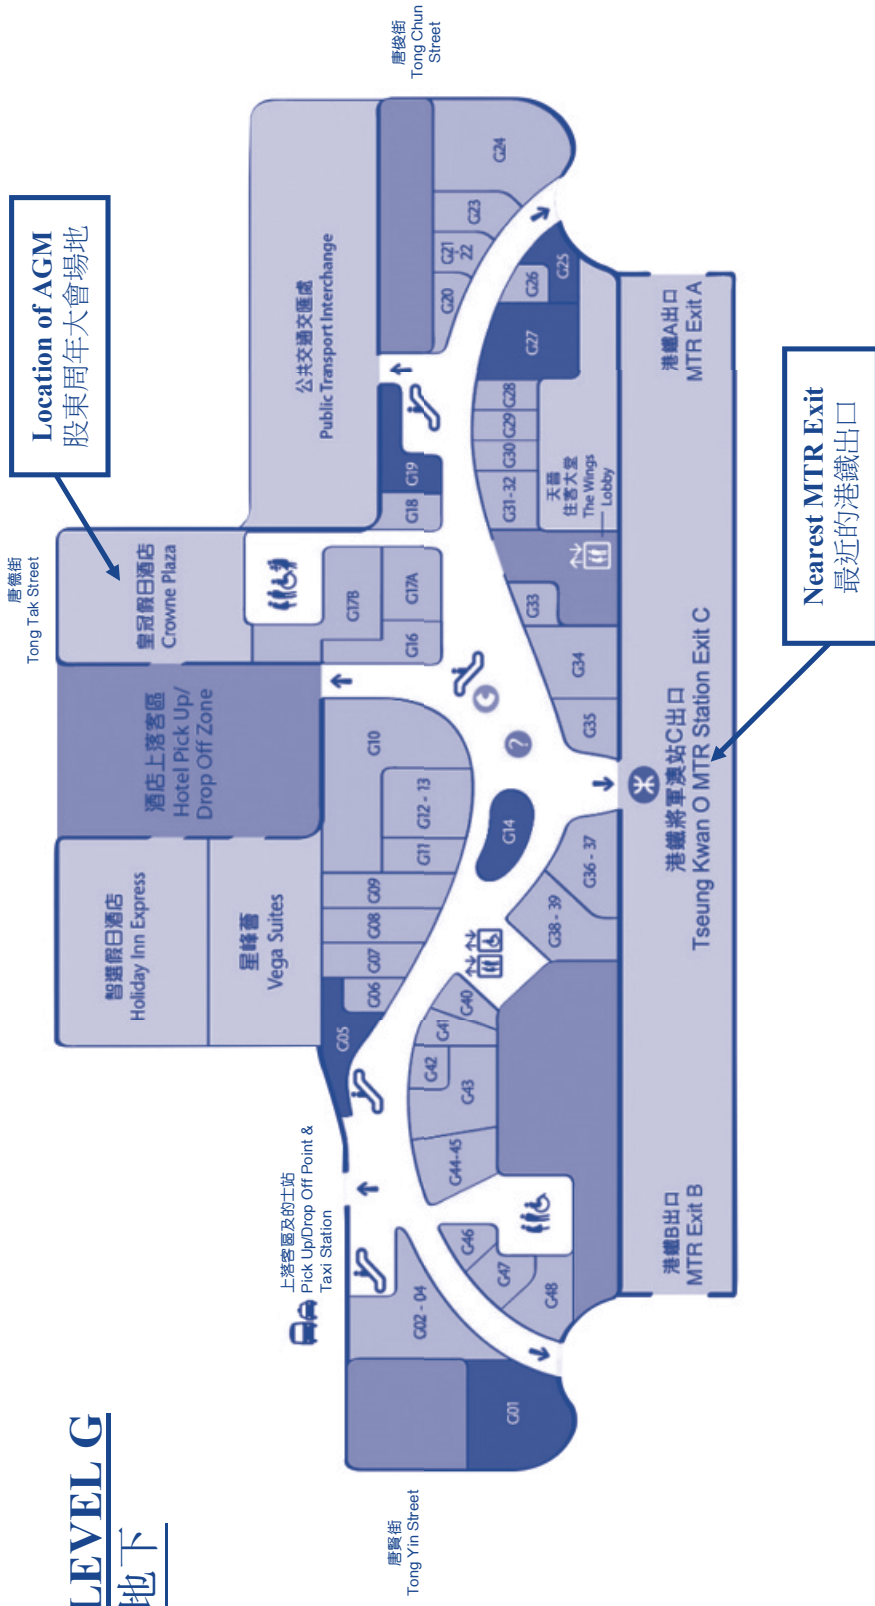 LEVEL G
地下
Location of AGM
股東周年大會場地
Nearest MTR Exit
最近的港鐵出口
唐賢街
Tong Yin Street
唐德街
Tong Tak Street
唐俊街
Tong Chun
Street
上落客區及的士站
Pick Up/Drop Off Point &
Taxi Station
智選假日酒店
Holiday Inn Express
星峰薈
Vega Suites
酒店上落客區
Hotel Pick Up/
Drop Off Zone
皇冠假日酒店
Crowne Plaza
公共交通交匯處
Public Transport Interchange
G01
G02 - 04
G05
G06
G07
G08
G09
G10
G11
G12 - 13
G14
G16
G17A
G17B
G18
G19
G20
G21
-
22
G23
G24
G25
G26
G27
G28
G29
G30
G31-32
天晉
住客大堂
The Wings
Lobby
G33
G34
G35
G36 - 37
G38 - 39
G40
G41
G42
G43
G44-45
G46
G47
G48
?
港鐵B出口
MTR Exit B
港鐵將軍澳站C出口
Tseung Kwan O MTR Station Exit C
港鐵A出口
MTR Exit A